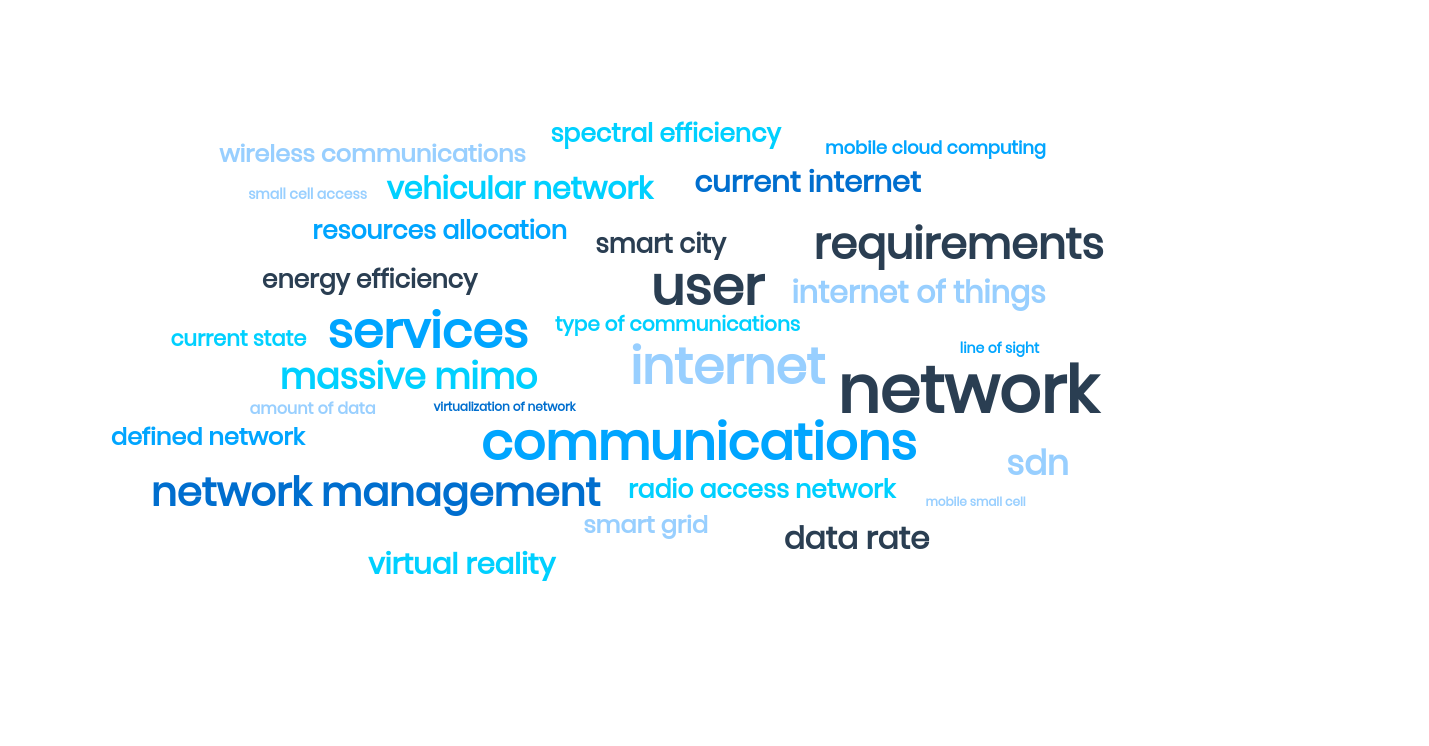 spectral efficiency
wireless communications
mobile cloud computing
small cell access
vehicular network
current internet
resources allocation
smart city
requirements
energy efficiency
user
internet of things
current state
services
type of communications
line of sight
massive mimo
internet
network
amount of data
virtualization of network
defined network
communications
sdn
network management
radio access network
mobile small cell
smart grid
data rate
virtual reality